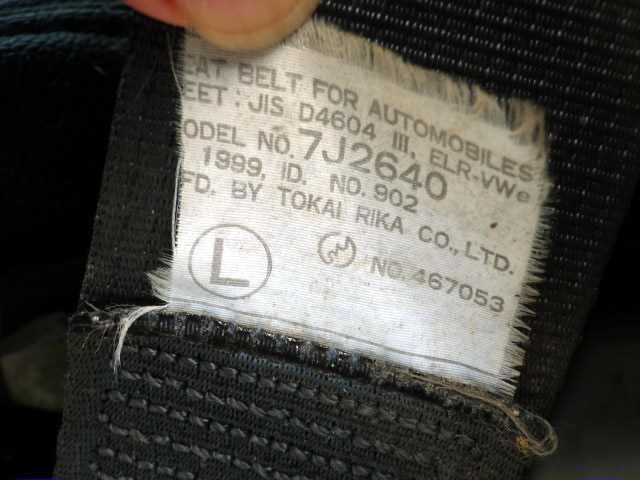 EAT BELT FOR AUTOMOBILES
EET : JIS D4604 III, ELR-VWe
ODEL NO. 7J2640
1999, ID. NO. 902
FD. BY TOKAI RIKA CO., LTD.
L NO. 467053